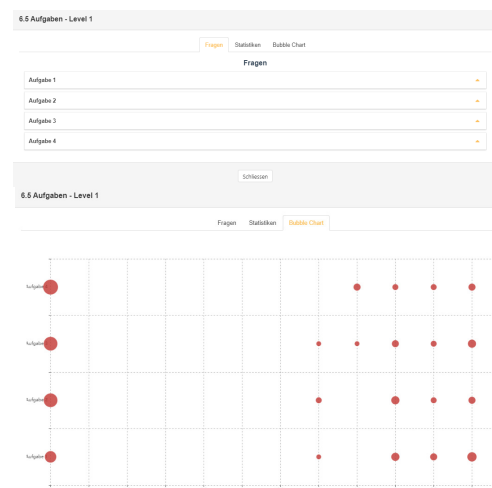 6.5 Aufgaben - Level 1
Fragen Statistiken Bubble Chart
Fragen
Aufgabe 1
Aufgabe 2
Aufgabe 3
Aufgabe 4
Schliessen
6.5 Aufgaben - Level 1
Fragen Statistiken Bubble Chart